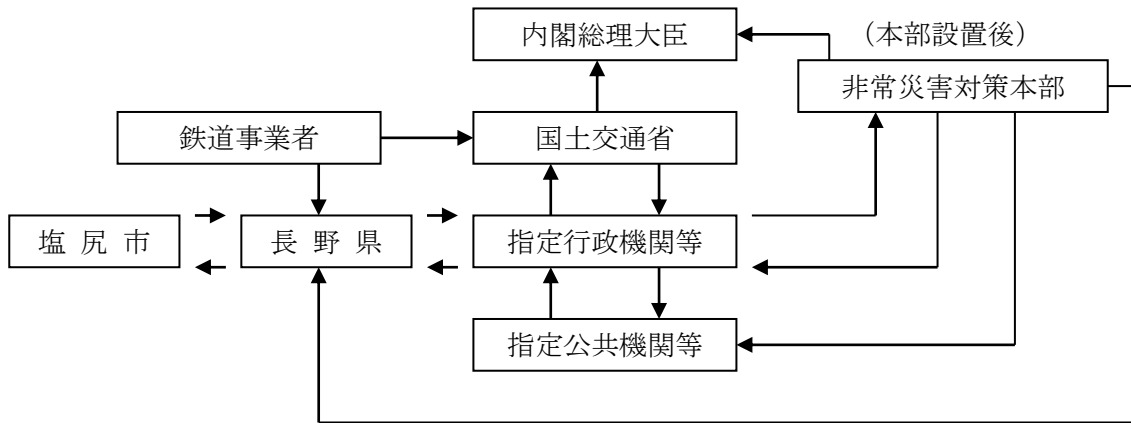 内閣総理大臣
（本部設置後）
非常災害対策本部
鉄道事業者
国土交通省
塩尻市
長野県
指定行政機関等
指定公共機関等